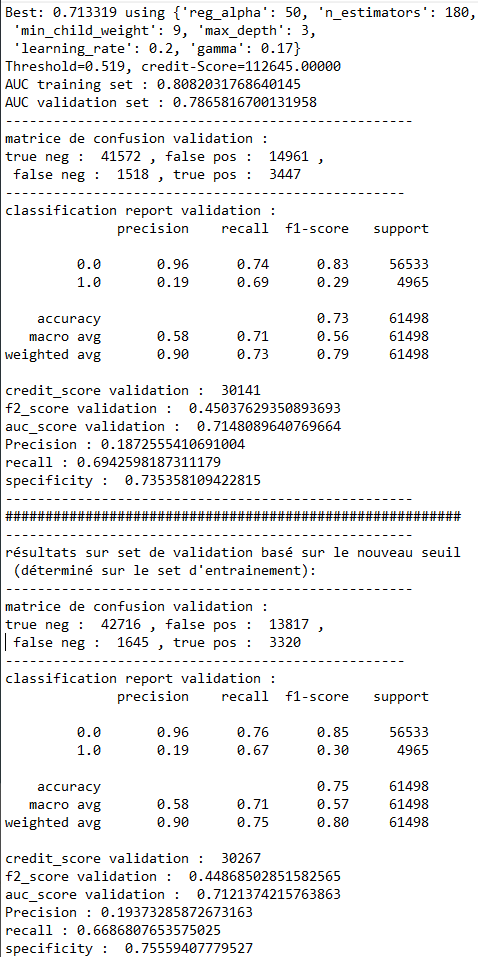 Best: 0.713319 using {'reg_alpha': 50, 'n_estimators': 180,
'min_child_weight': 9, 'max_depth': 3,
'learning_rate': 0.2, 'gamma': 0.17}
Threshold=0.519, credit-Score=112645.00000
AUC training set : 0.8082031768640145
AUC validation set : 0.7865816700131958
---------------------------------------------------
matrice de confusion validation :
true neg :  41572 , false pos :  14961 ,
false neg :  1518 , true pos :  3447
--------------------------------------------------
classification report validation :
precision    recall  f1-score   support
0.0       0.96      0.74      0.83     56533
1.0       0.19      0.69      0.29      4965
accuracy                           0.73     61498
macro avg       0.58      0.71      0.56     61498
weighted avg       0.90      0.73      0.79     61498
credit_score validation :  30141
f2_score validation :  0.45037629350893693
auc_score validation :  0.7148089640769664
Precision : 0.1872555410691004
recall : 0.6942598187311179
specificity :  0.735358109422815
---------------------------------------------------
#########################################################
---------------------------------------------------
résultats sur set de validation basé sur le nouveau seuil
(déterminé sur le set d'entrainement):
---------------------------------------------------
matrice de confusion validation :
true neg :  42716 , false pos :  13817 ,
false neg :  1645 , true pos :  3320
--------------------------------------------------
classification report validation :
precision    recall  f1-score   support
0.0       0.96      0.76      0.85     56533
1.0       0.19      0.67      0.30      4965
accuracy                           0.75     61498
macro avg       0.58      0.71      0.57     61498
weighted avg       0.90      0.75      0.80     61498
credit_score validation :  30267
f2_score validation :  0.44868502851582565
auc_score validation :  0.7121374215763863
Precision : 0.19373285872673163
recall : 0.6686807653575025
specificity :  0.75559407779527